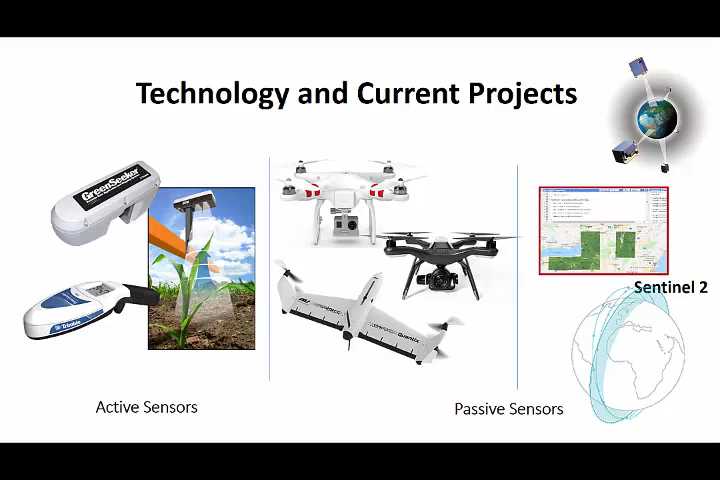 Technology and Current Projects
GreenSeeker
Trimble
Quantix
Sentinel 2
Active Sensors
Passive Sensors